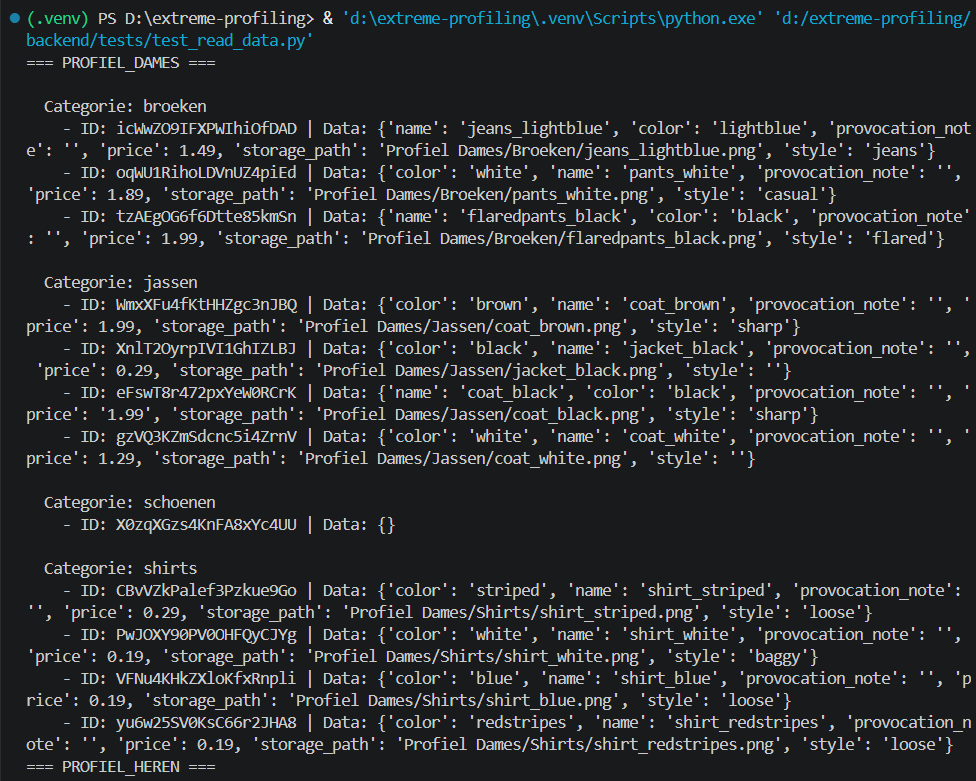 (.venv) PS D:\extreme-profiling> & 'd:\extreme-profiling\.venv\Scripts\python.exe' 'd:/extreme-profiling/
backend/tests/test_read_data.py'
=== PROFIEL_DAMES ===
Categorie: broeken
- ID: icWwZO9IFXPWIhiOfDAD | Data: {'name': 'jeans_lightblue', 'color': 'lightblue', 'provocation_not
e': '', 'price': 1.49, 'storage_path': 'Profiel Dames/Broeken/jeans_lightblue.png', 'style': 'jeans'}
- ID: oqWU1RihoLDVnUZ4piEd | Data: {'color': 'white', 'name': 'pants_white', 'provocation_note': '',
'price': 1.89, 'storage_path': 'Profiel Dames/Broeken/pants_white.png', 'style': 'casual'}
- ID: tzAEgOG6f6Dtte85kmSn | Data: {'name': 'flaredpants_black', 'color': 'black', 'provocation_note'
: '', 'price': 1.99, 'storage_path': 'Profiel Dames/Broeken/flaredpants_black.png', 'style': 'flared'}
Categorie: jassen
- ID: WmxXFu4fKtHHZgc3nJBQ | Data: {'color': 'brown', 'name': 'coat_brown', 'provocation_note': '', '
price': 1.99, 'storage_path': 'Profiel Dames/Jassen/coat_brown.png', 'style': 'sharp'}
- ID: XnlT2OyrpIVI1GhIZLBJ | Data: {'color': 'black', 'name': 'jacket_black', 'provocation_note': '',
'price': 0.29, 'storage_path': 'Profiel Dames/Jassen/jacket_black.png', 'style': ''}
- ID: eFswT8r472pxYeW0RCrK | Data: {'name': 'coat_black', 'color': 'black', 'provocation_note': '', '
price': '1.99', 'storage_path': 'Profiel Dames/Jassen/coat_black.png', 'style': 'sharp'}
- ID: gzVQ3KZmSdcnc5i4ZrnV | Data: {'color': 'white', 'name': 'coat_white', 'provocation_note': '', '
price': 1.29, 'storage_path': 'Profiel Dames/Jassen/coat_white.png', 'style': ''}
Categorie: schoenen
- ID: X0zqXGzs4KnFA8xYc4UU | Data: {}
Categorie: shirts
- ID: CBvVZkPalef3Pzkue9Go | Data: {'color': 'striped', 'name': 'shirt_striped', 'provocation_note':
'', 'price': 0.29, 'storage_path': 'Profiel Dames/Shirts/shirt_striped.png', 'style': 'loose'}
- ID: PwJOXY90PV0OHFQyCJYg | Data: {'color': 'white', 'name': 'shirt_white', 'provocation_note': '',
'price': 0.19, 'storage_path': 'Profiel Dames/Shirts/shirt_white.png', 'style': 'baggy'}
- ID: VFNu4KHkZXloKfxRnpli | Data: {'color': 'blue', 'name': 'shirt_blue', 'provocation_note': '', 'p
rice': 0.19, 'storage_path': 'Profiel Dames/Shirts/shirt_blue.png', 'style': 'loose'}
- ID: yu6w25SV0KsC66r2JHA8 | Data: {'color': 'redstripes', 'name': 'shirt_redstripes', 'provocation_n
ote': '', 'price': 0.19, 'storage_path': 'Profiel Dames/Shirts/shirt_redstripes.png', 'style': 'loose'}
=== PROFIEL_HEREN ===